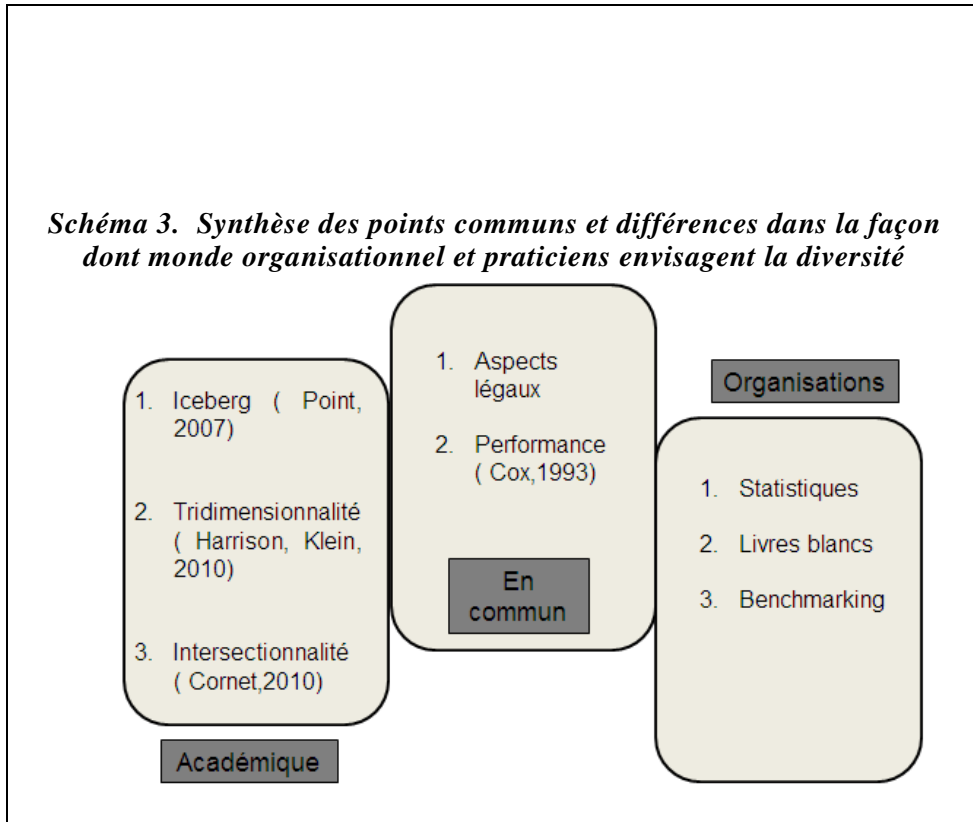 Schéma 3. Synthèse des points communs et différences dans la façon
dont monde organisationnel et praticiens envisagent la diversité
1. Iceberg ( Point,
2007)
2. Tridimensionnalité
( Harrison, Klein,
2010)
3. Intersectionnalité
( Cornet,2010)
Académique
1. Aspects
légaux
2. Performance
( Cox,1993)
En
commun
Organisations
1. Statistiques
2. Livres blancs
3. Benchmarking